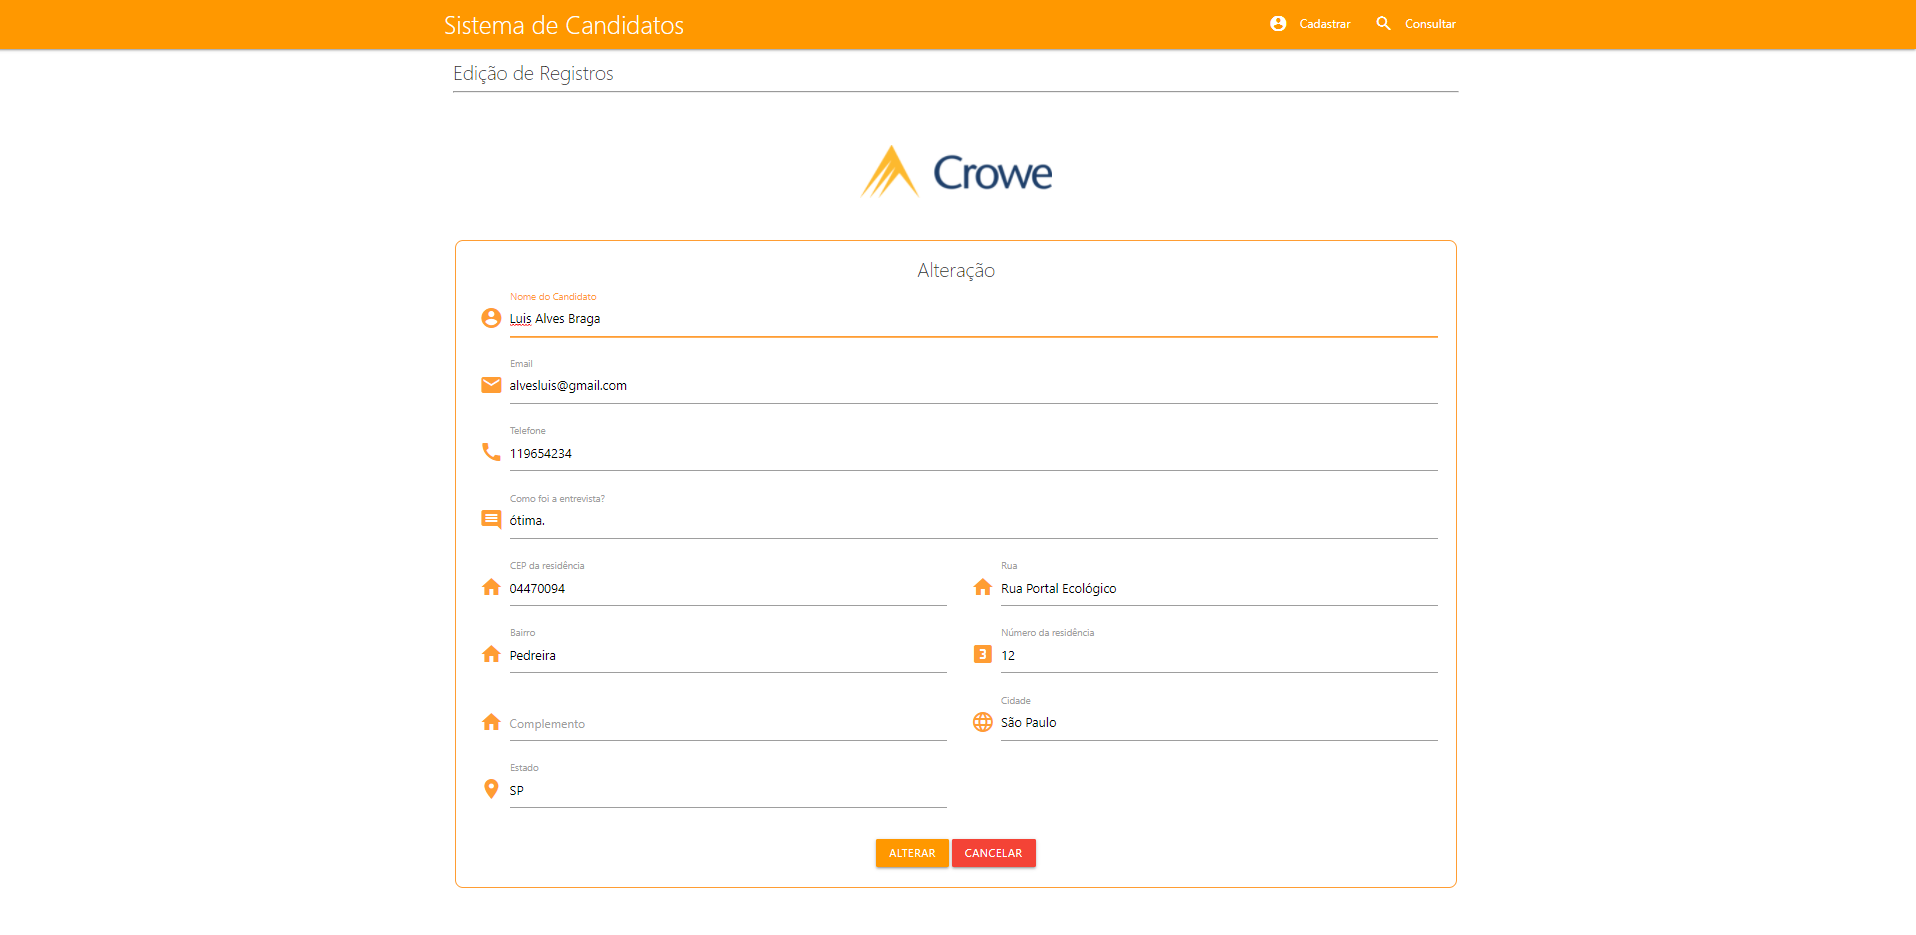 Sistema de Candidatos
Cadastrar
Consultar
Edição de Registros
Crowe
Alteração
Nome do Candidato
Luis Alves Braga
Email
alvesluis@gmail.com
Telefone
119654234
Como foi a entrevista?
ótima.
CEP da residência
04470094
Rua
Rua Portal Ecológico
Bairro
Pedreira
Número da residência
3
12
Complemento
Cidade
São Paulo
Estado
SP
ALTERAR
CANCELAR